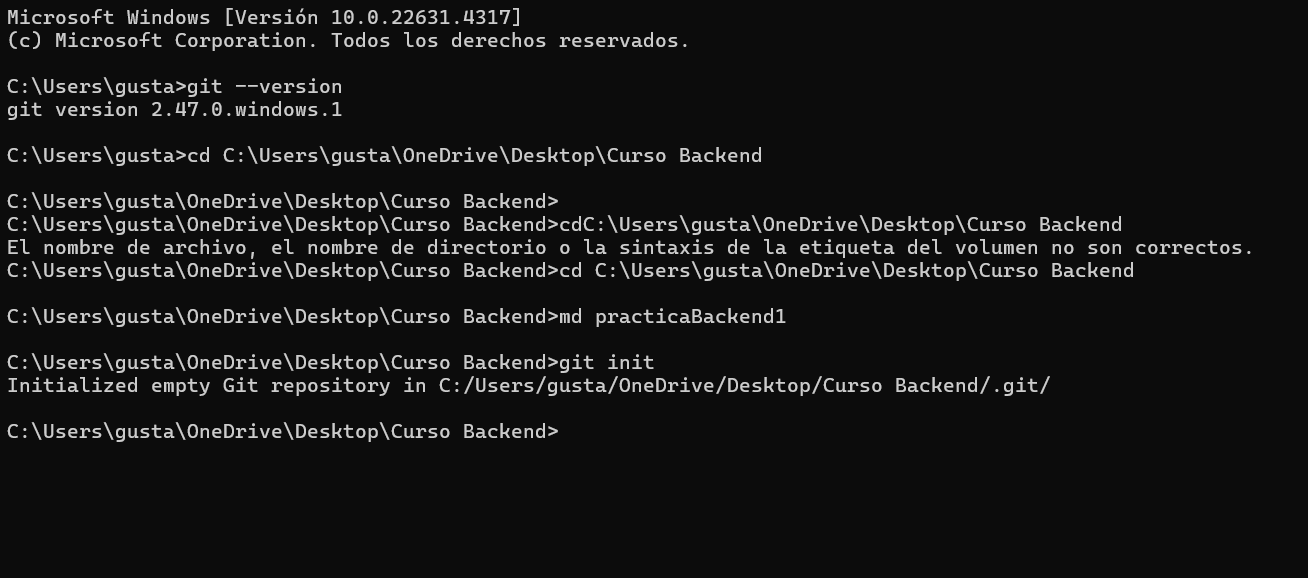 Microsoft Windows [Versión 10.0.22631.4317]
(c) Microsoft Corporation. Todos los derechos reservados.
C:\Users\gusta>git --version
git version 2.47.0.windows.1
C:\Users\gusta>cd C:\Users\gusta\OneDrive\Desktop\Curso Backend
C:\Users\gusta\OneDrive\Desktop\Curso Backend>
C:\Users\gusta\OneDrive\Desktop\Curso Backend>cdC:\Users\gusta\OneDrive\Desktop\Curso Backend
El nombre de archivo, el nombre de directorio o la sintaxis de la etiqueta del volumen no son correctos.
C:\Users\gusta\OneDrive\Desktop\Curso Backend>cd C:\Users\gusta\OneDrive\Desktop\Curso Backend
C:\Users\gusta\OneDrive\Desktop\Curso Backend>md practicaBackend1
C:\Users\gusta\OneDrive\Desktop\Curso Backend>git init
Initialized empty Git repository in C:/Users/gusta/OneDrive/Desktop/Curso Backend/.git/
C:\Users\gusta\OneDrive\Desktop\Curso Backend>